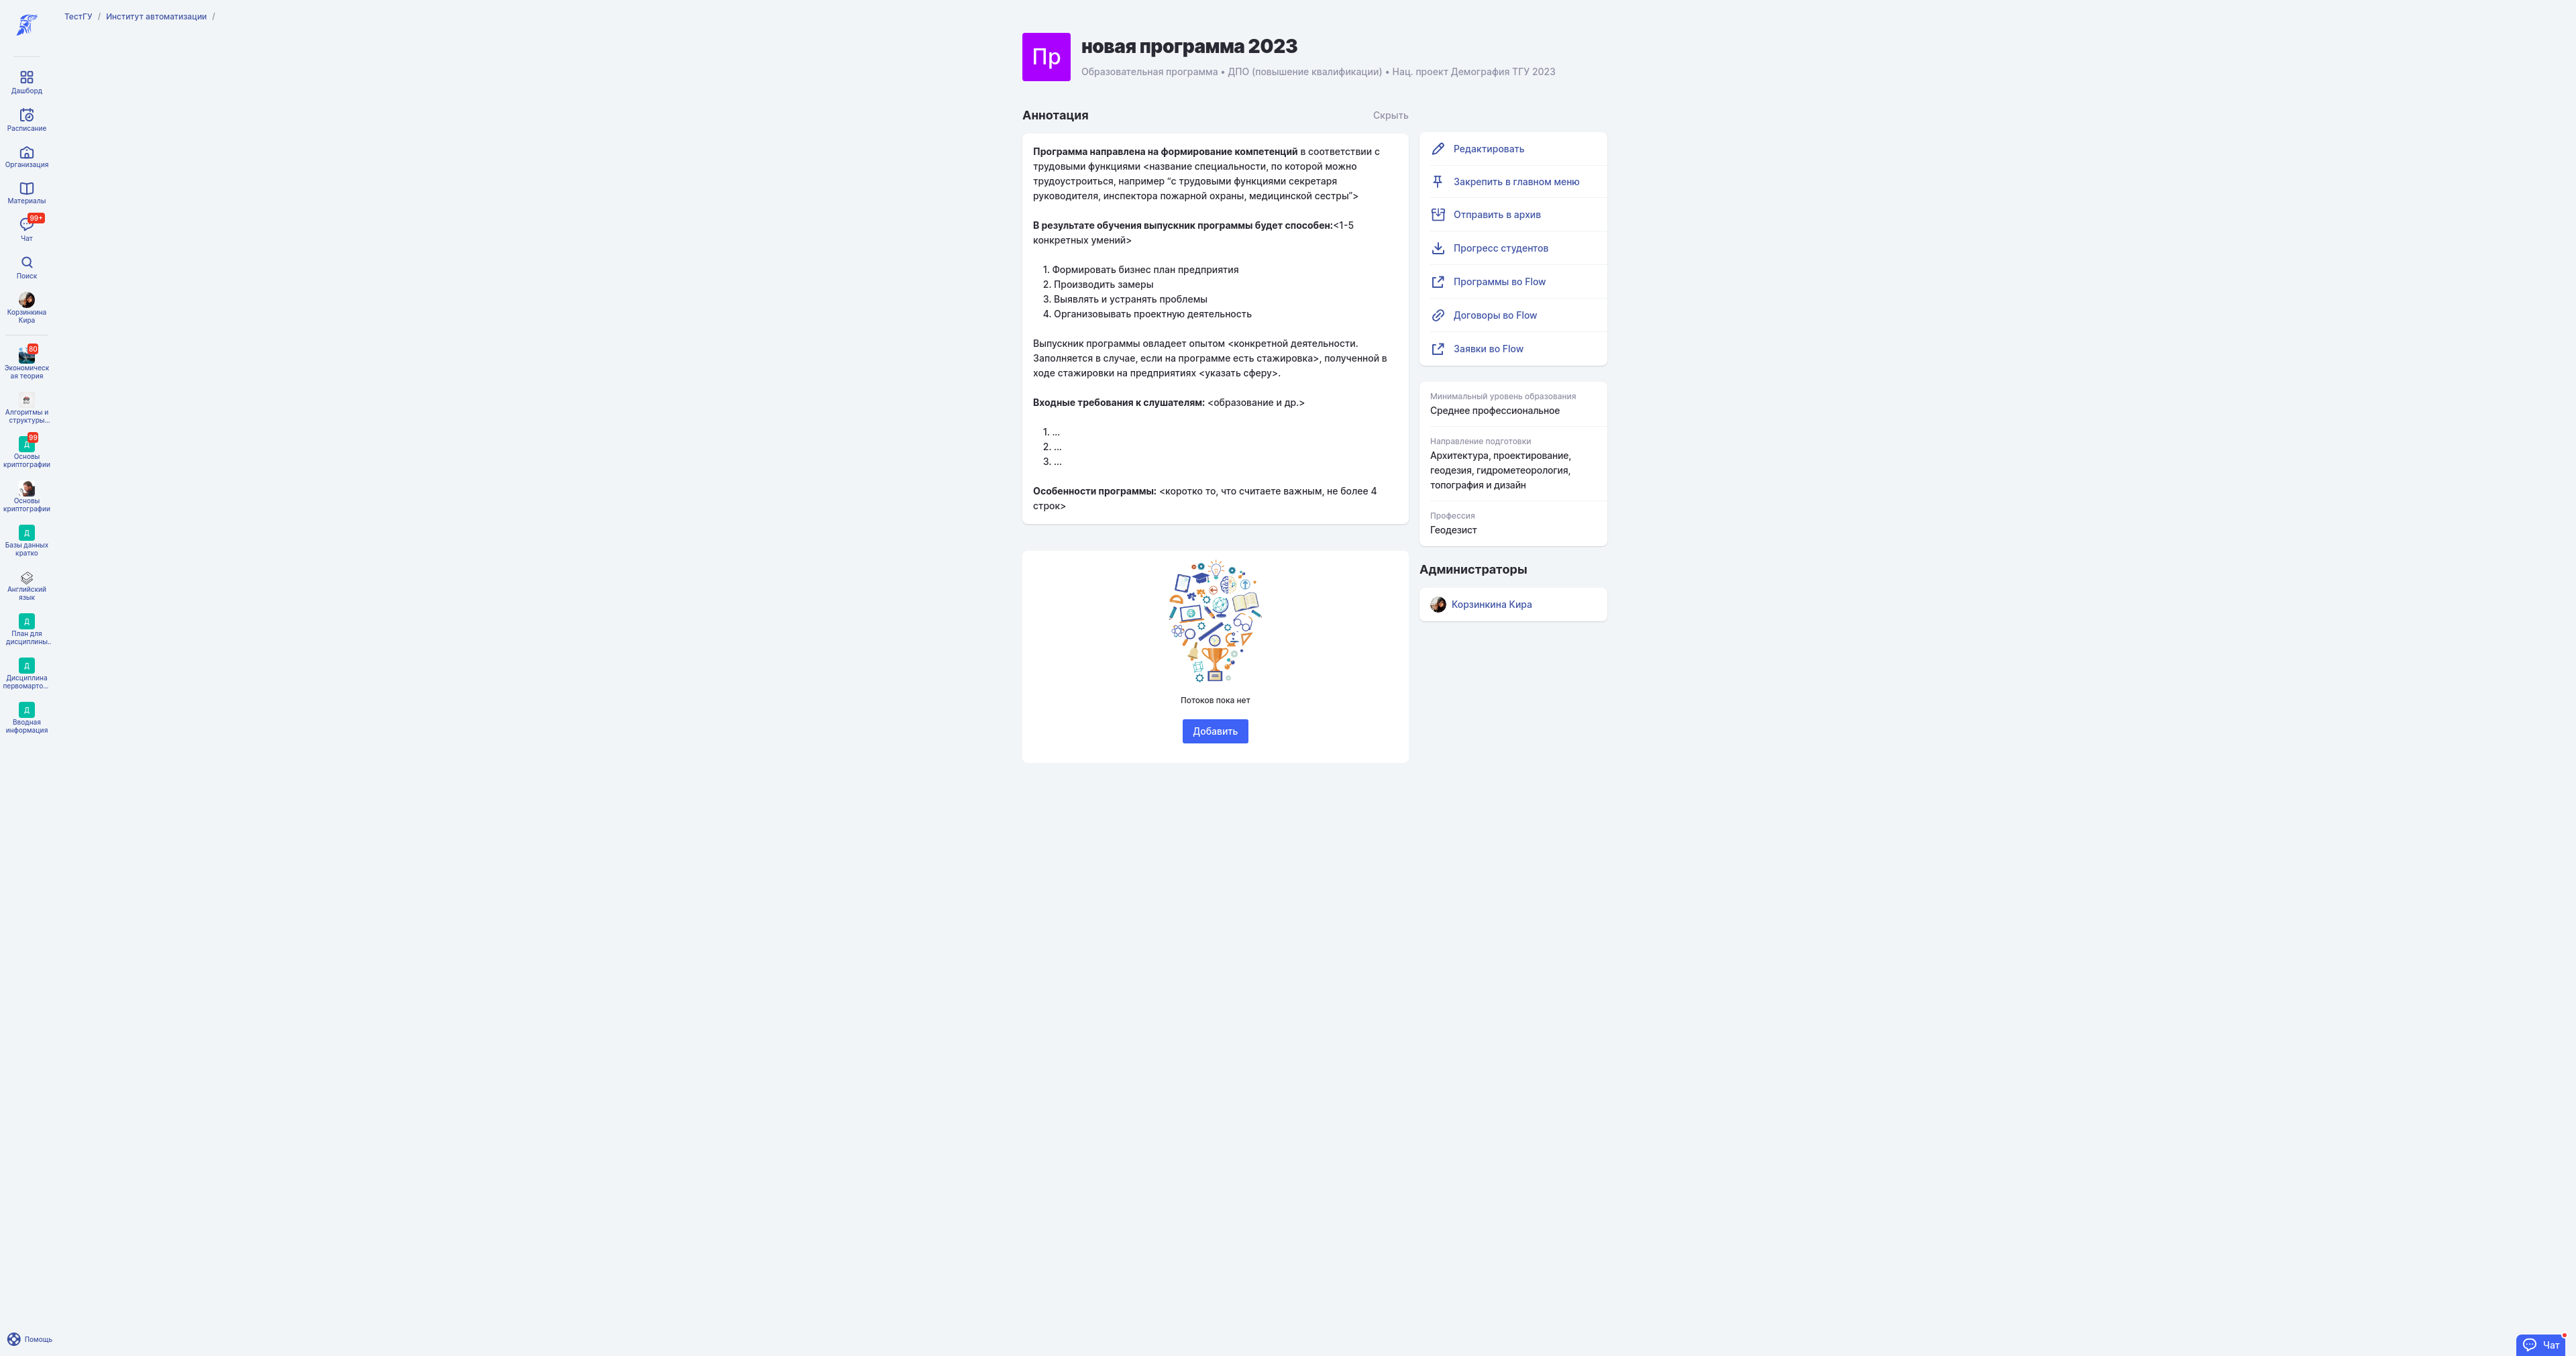 ТестГУ / Институт автоматизации /
Дашборд
Расписание
Организация
Материалы
99+
Чат
Поиск
Корзинкина
Кира
80
Экономическ
ая теория
Алгоритмы и
структуры...
Д
99
Основы
криптографии
Основы
криптографии
Д
Базы данных
кратко
Английский
язык
Д
План для
дисциплины..
Д
Дисциплина
первомарто...
Д
Вводная
информация
Помощь
Пр
новая программа 2023
Образовательная программа • ДПО (повышение квалификации) • Нац. проект Демография ТГУ 2023
Аннотация
Скрыть
Программа направлена на формирование компетенций в соответствии с
трудовыми функциями <название специальности, по которой можно
трудоустроиться, например “с трудовыми функциями секретаря
руководителя, инспектора пожарной охраны, медицинской сестры”>
В результате обучения выпускник программы будет способен:<1-5
конкретных умений>
1. Формировать бизнес план предприятия
2. Производить замеры
3. Выявлять и устранять проблемы
4. Организовывать проектную деятельность
Выпускник программы овладеет опытом <конкретной деятельности.
Заполняется в случае, если на программе есть стажировка>, полученной в
ходе стажировки на предприятиях <указать сферу>.
Входные требования к слушателям: <образование и др.>
1. ...
2. ...
3. ...
Особенности программы: <коротко то, что считаете важным, не более 4
строк>
Потоков пока нет
Добавить
Редактировать
Закрепить в главном меню
Отправить в архив
Прогресс студентов
Программы во Flow
Договоры во Flow
Заявки во Flow
Минимальный уровень образования
Среднее профессиональное
Направление подготовки
Архитектура, проектирование,
геодезия, гидрометеорология,
топография и дизайн
Профессия
Геодезист
Администраторы
Корзинкина Кира
Чат